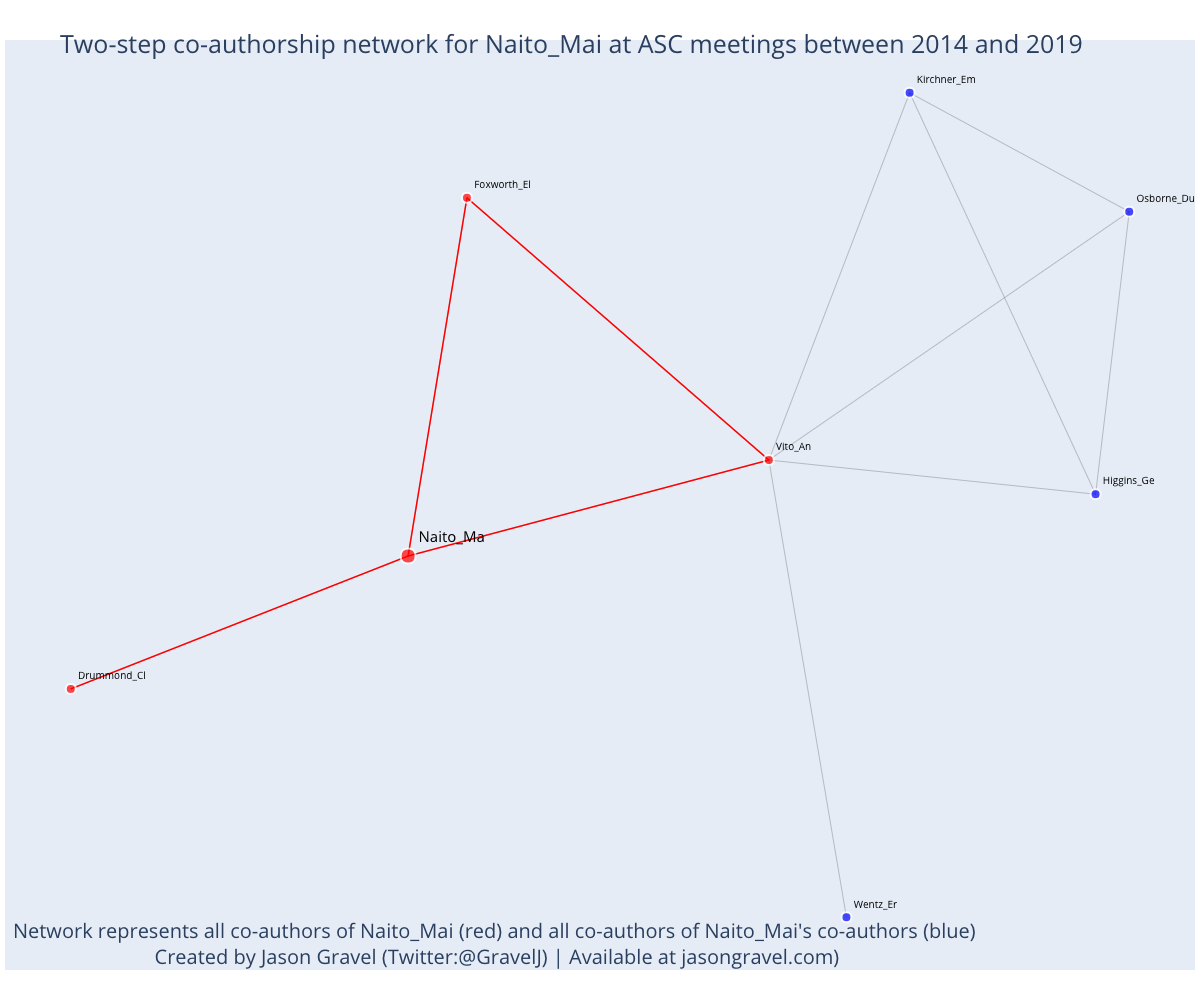 Two-step co-authorship network for Naito_Mai at ASC meetings between 2014 and 2019
Kirchner_Em
Foxworth_El
Osborne_Du
Vito_An
Higgins_Ge
Naito_Ma
Drummond_Cl
Wentz_Er
Network represents all co-authors of Naito_Mai (red) and all co-authors of Naito_Mai's co-authors (blue)
Created by Jason Gravel (Twitter:@GravelJ) | Available at jasongravel.com)